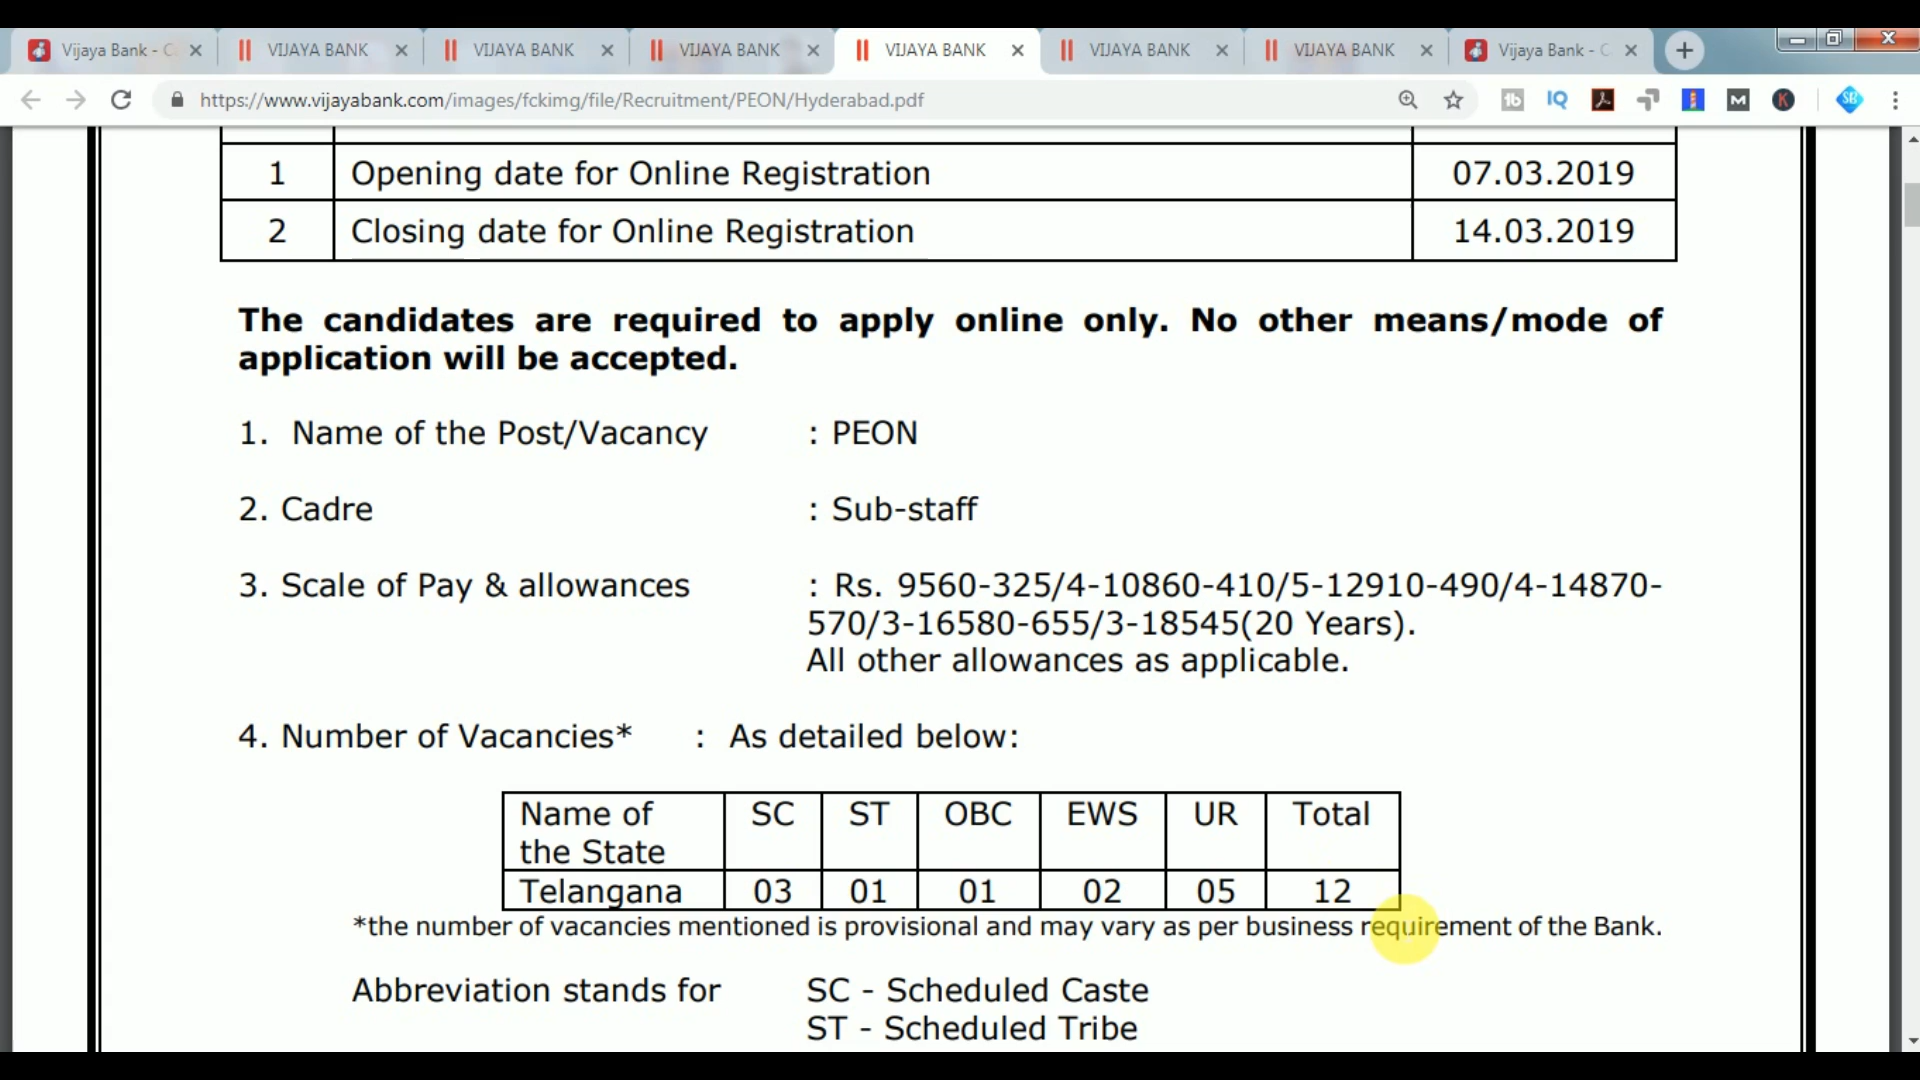 Vijaya Bank - C
VIJAYA BANK
VIJAYA BANK
VIJAYA BANK
VIJAYA BANK
VIJAYA BANK
VIJAYA BANK
Vijaya Bank - C
https://www.vijayabank.com/images/fckimg/file/Recruitment/PEON/Hyderabad.pdf
1 Opening date for Online Registration 07.03.2019
2 Closing date for Online Registration 14.03.2019
The candidates are required to apply online only. No other means/mode of
application will be accepted.
1. Name of the Post/Vacancy : PEON
2. Cadre : Sub-staff
3. Scale of Pay & allowances : Rs. 9560-325/4-10860-410/5-12910-490/4-14870-
570/3-16580-655/3-18545(20 Years).
All other allowances as applicable.
4. Number of Vacancies* : As detailed below:
Name of SC ST OBC EWS UR Total
the State
Telangana 03 01 01 02 05 12
*the number of vacancies mentioned is provisional and may vary as per business requirement of the Bank.
Abbreviation stands for SC - Scheduled Caste
ST - Scheduled Tribe